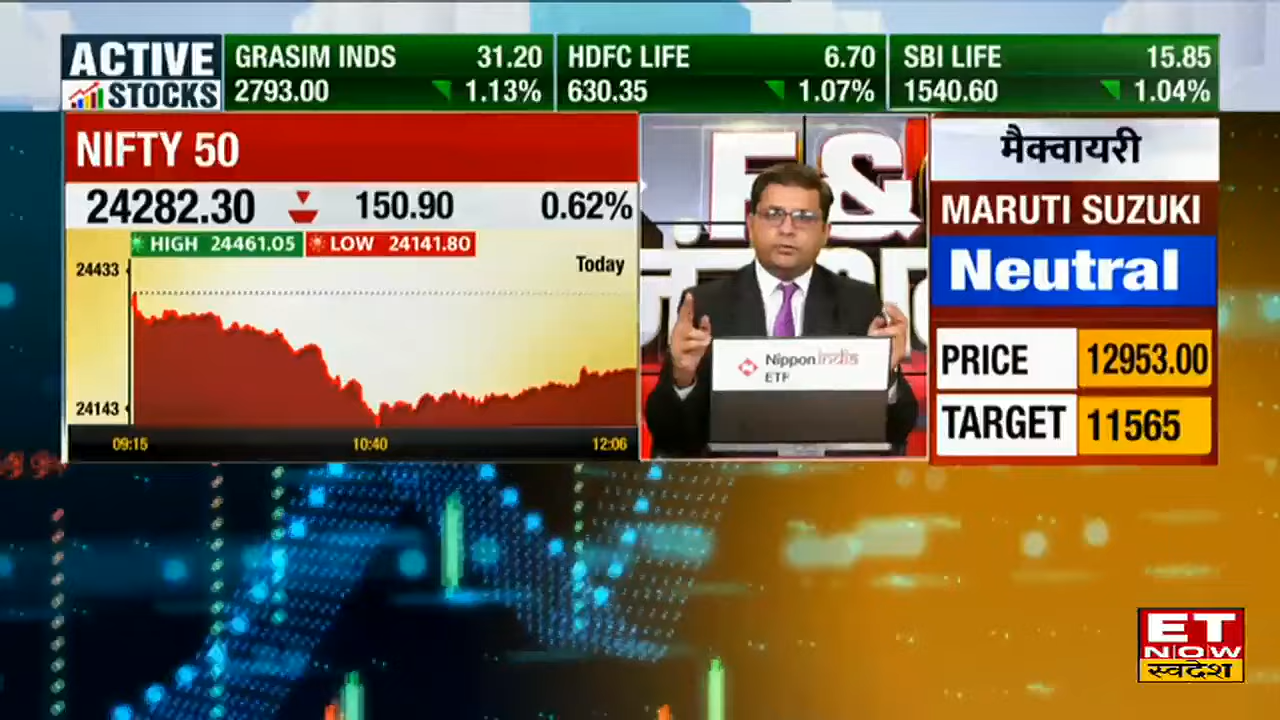 ACTIVE STOCKS
GRASIM INDS 31.20
2793.00 1.13%
HDFC LIFE 6.70
630.35 1.07%
SBI LIFE 15.85
1540.60 1.04%
NIFTY 50
24282.30 150.90 0.62%
HIGH 24461.05 LOW 24141.80
Today
24433
24143
09:15 10:40 12:06
F&
Nippon india
ETF
मैक्वायरी
MARUTI SUZUKI
Neutral
PRICE 12953.00
TARGET 11565
ET
NOW
स्वदेश